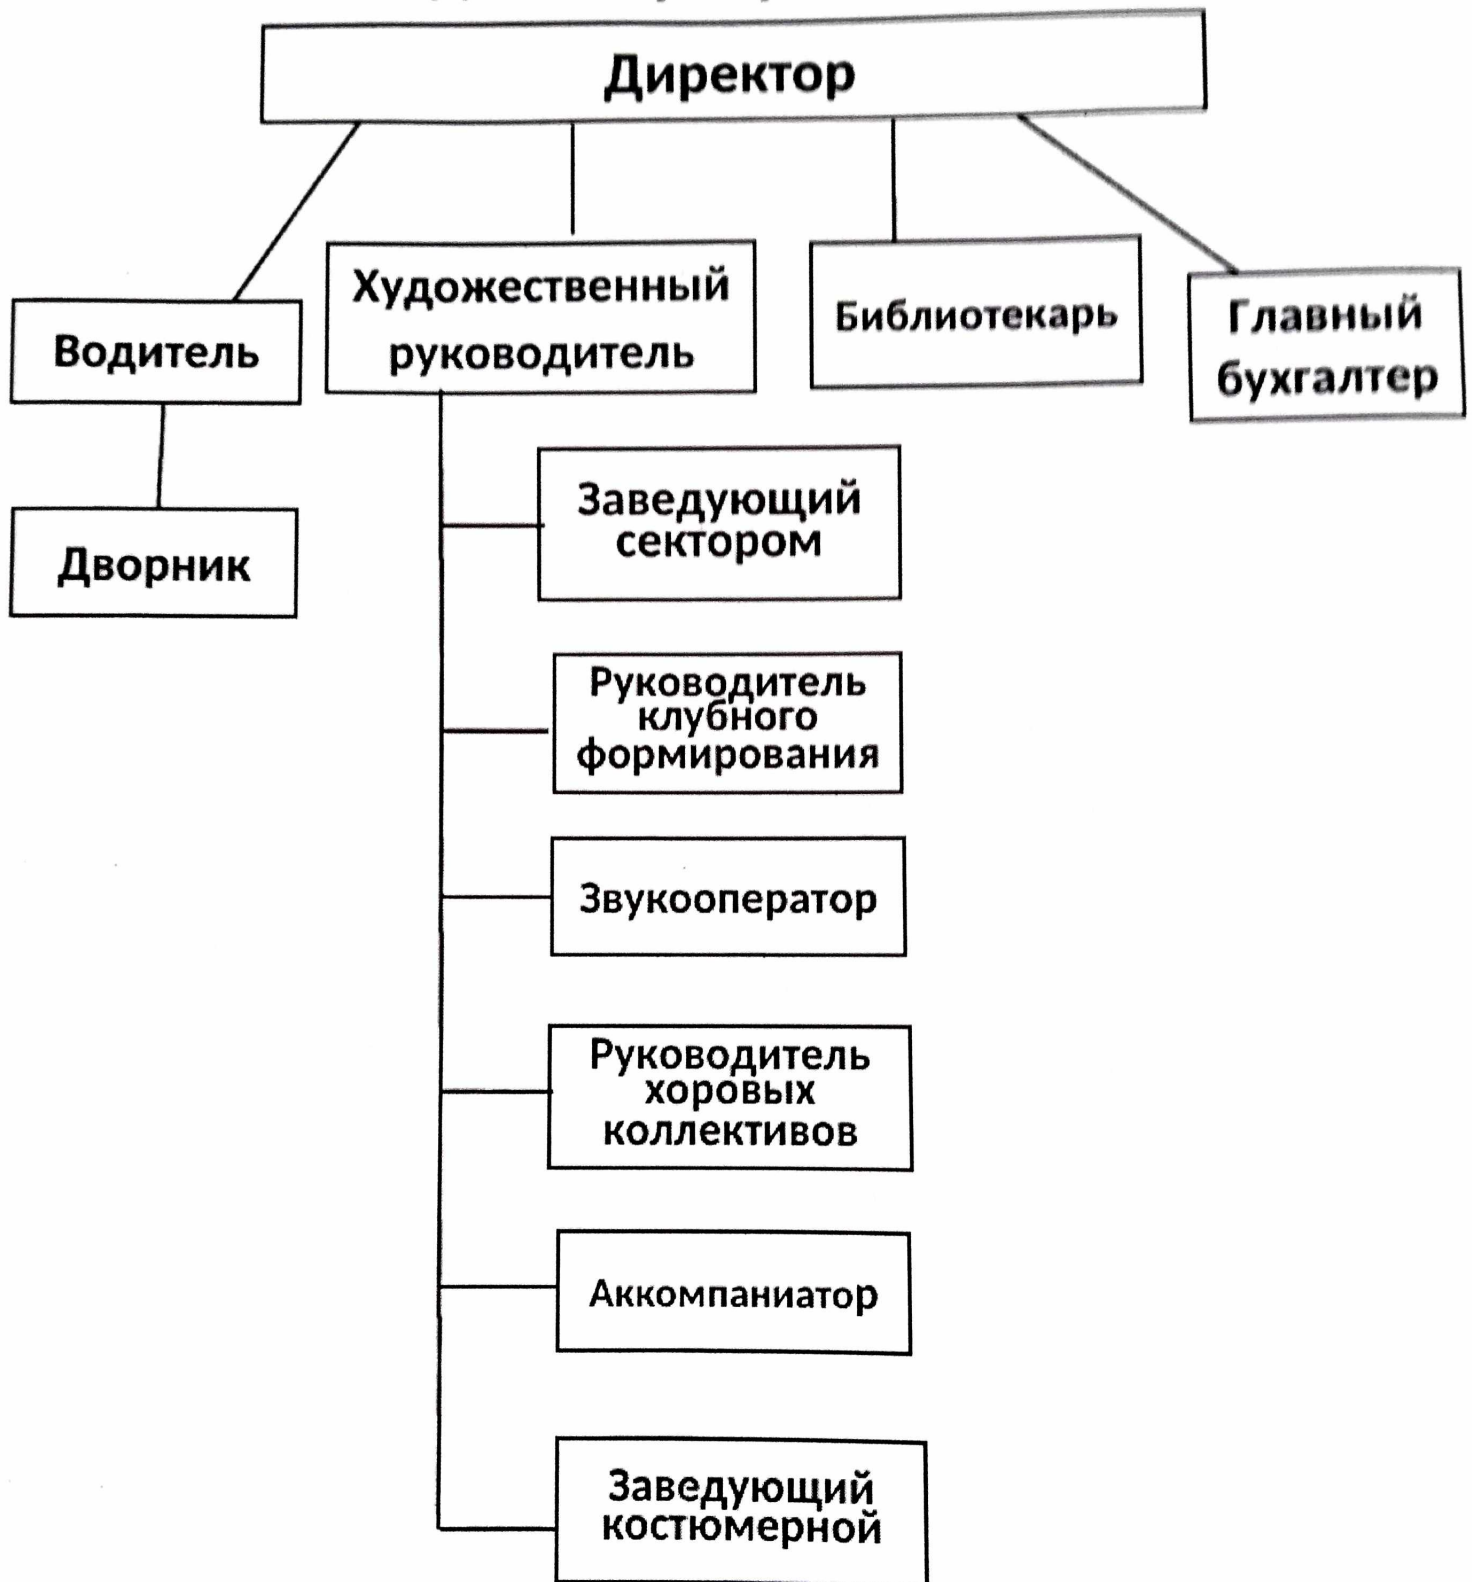 Директор
Художественный
руководитель
Библиотекарь
Главный
бухгалтер
Водитель
Дворник
Заведующий
сектором
Руководитель
клубного
формирования
Звукооператор
Руководитель
хоровых
коллективов
Аккомпаниатор
Заведующий
костюмерной